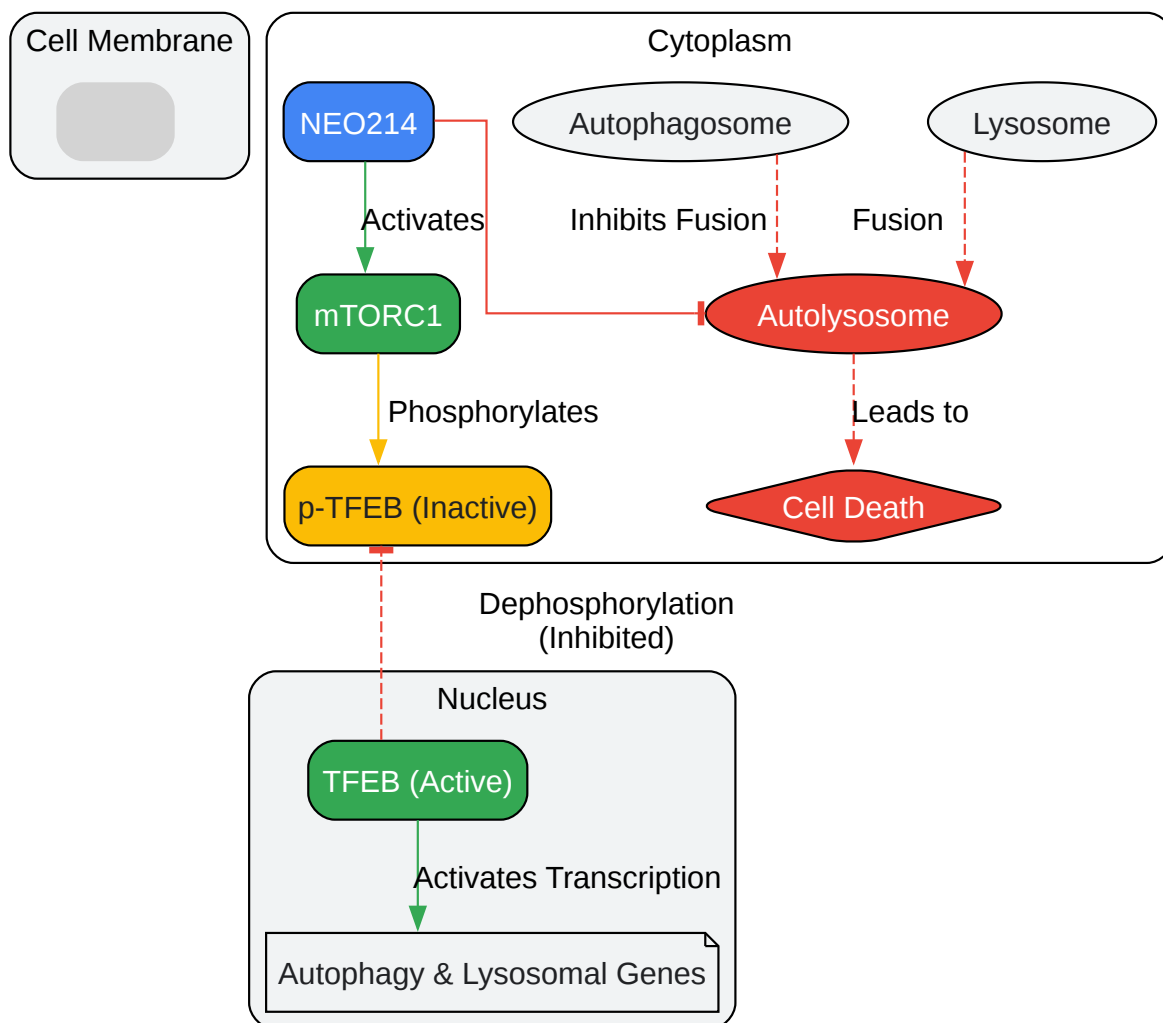 Cell Membrane
Cytoplasm
NEO214
Autophagosome
Lysosome
Activates
Inhibits Fusion
Fusion
mTORC1
Autolysosome
Phosphorylates
Leads to
p-TFEB (Inactive)
Cell Death
Dephosphorylation
(Inhibited)
Nucleus
TFEB (Active)
Activates Transcription
Autophagy & Lysosomal Genes